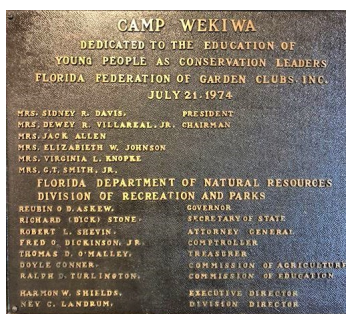 CAMP WEKIWA
DEDICATED TO THE EDUCATION OF
YOUNG PEOPLE AS CONSERVATION LEADERS
FLORIDA FEDERATION OF GARDEN CLUBS, INC.
JULY 21, 1974
MRS. SIDNEY R. DAVIS, PRESIDENT
MRS. DEWEY R. VILLAREAL, JR. CHAIRMAN
MRS. JACK ALLEN
MRS. ELIZABIETH W. JOHNSON
MRS. VIRGINIA L. KNOPKE
MRS. G.T. SMITH, JR.
FLORIDA DEPARTMENT OF NATURAL RESOURCES
DIVISION OF RECREATION AND PARKS
REUBIN O D. ASKEW, GOVERNOR
RICHARD (DICK) STONE, SECRETARY OF STATE
ROBERT L. SHEVIN, ATTORNEY GENERAL
FRED O. DICKINSON, JR. COMPTROLLER
THOMAS D. O'MALLEY, TREASURER
DOYLE CONNER, COMMISSION OF AGRICULTURE
RALPH D. TURLINGTON, COMMISSION OF EDUCATION
HARMON W. SHIELDS, EXECUTIVE DIRECTOR
NEY C. LANDRUM, DIVISION DIRECTOR